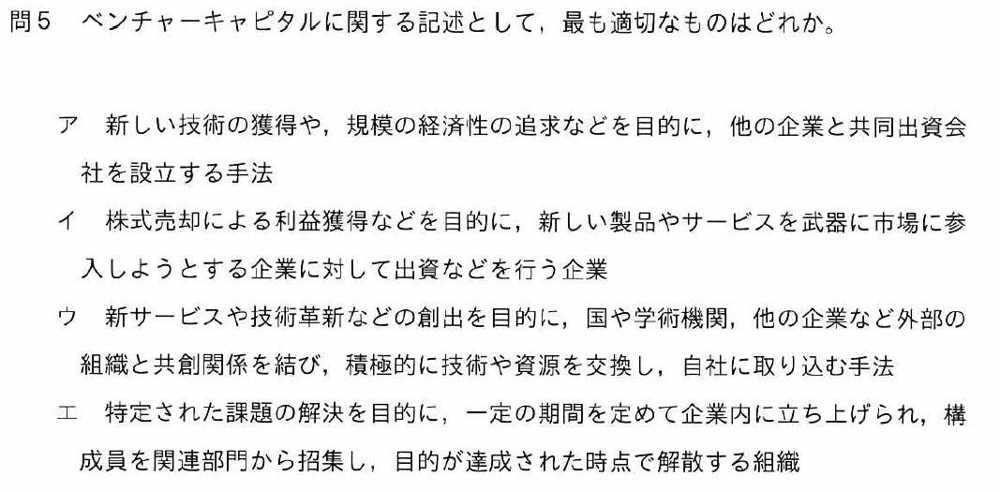 問5 ベンチャーキャピタルに関する記述として，最も適切なものはどれか。
ア 新しい技術の獲得や，規模の経済性の追求などを目的に，他の企業と共同出資会
社を設立する手法
イ 株式売却による利益獲得などを目的に，新しい製品やサービスを武器に市場に参
入しようとする企業に対して出資などを行う企業
ウ 新サービスや技術革新などの創出を目的に，国や学術機関，他の企業など外部の
組織と共創関係を結び，積極的に技術や資源を交換し，自社に取り込む手法
エ 特定された課題の解決を目的に，一定の期間を定めて企業内に立ち上げられ，構
成員を関連部門から招集し，目的が達成された時点で解散する組織